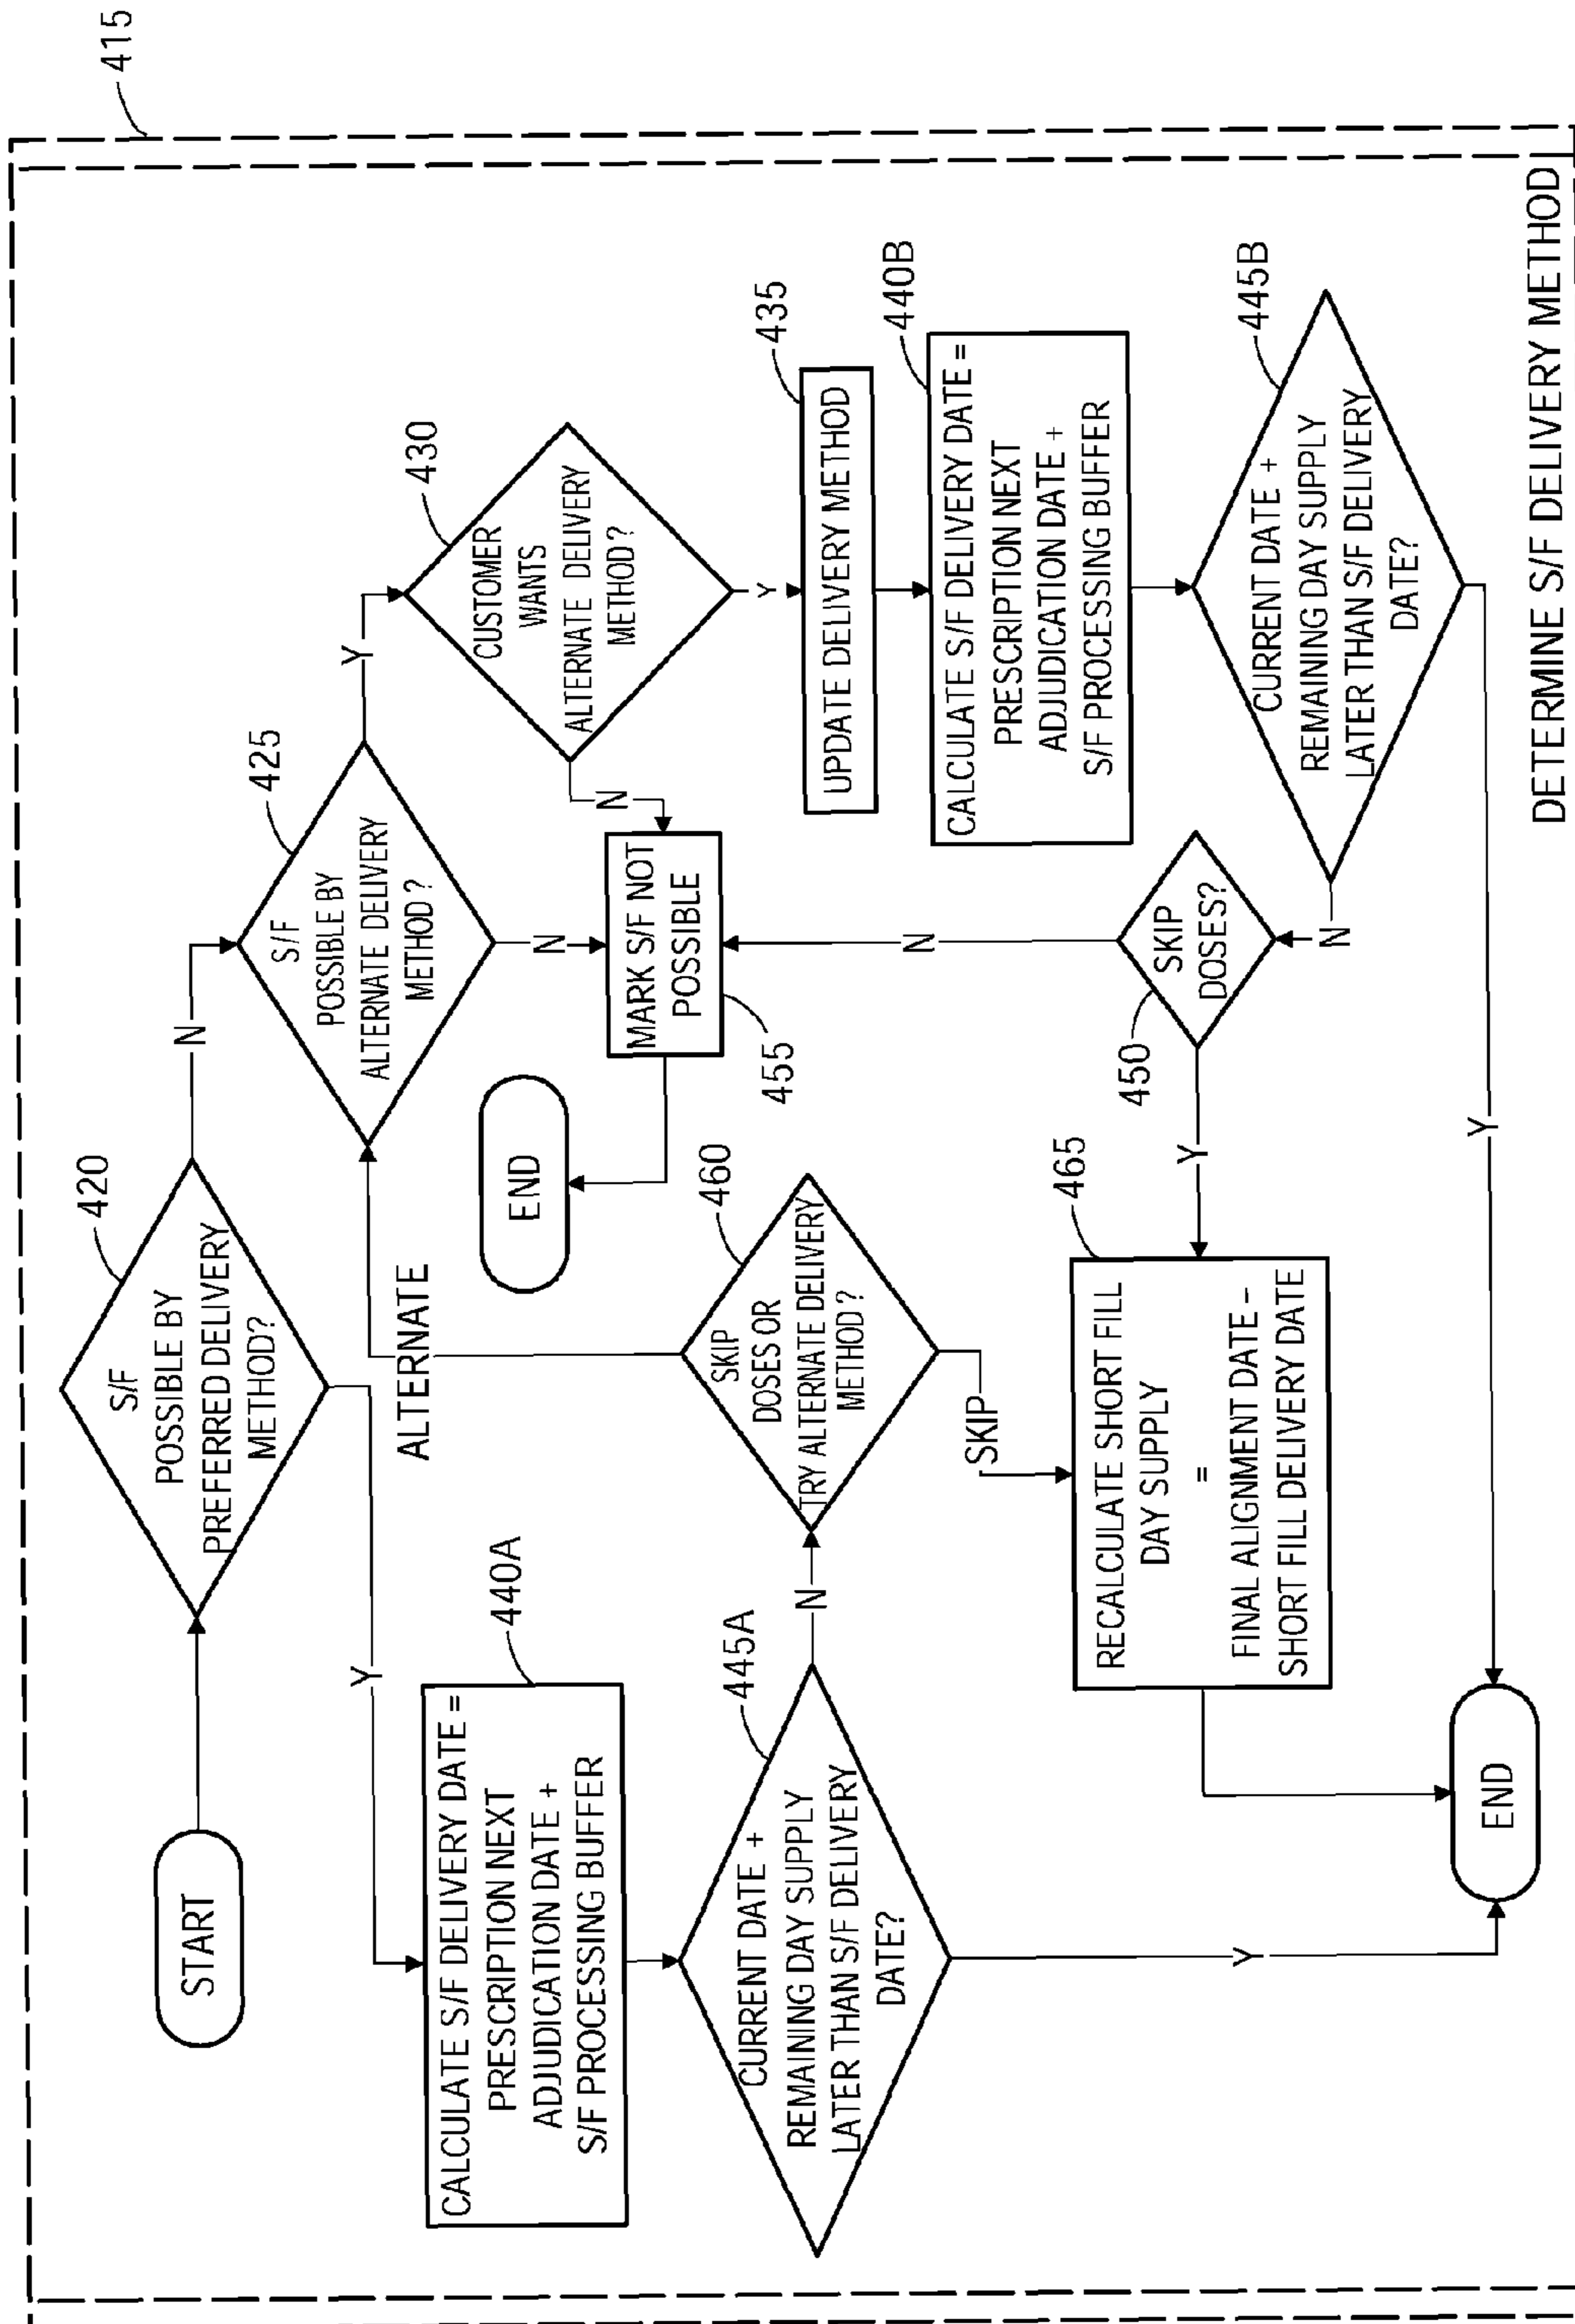 415
START
420
S/F
POSSIBLE BY
PREFERRED DELIVERY
METHOD?
N
Y
425
S/F
POSSIBLE BY
ALTERNATE DELIVERY
METHOD?
Y
N
430
CUSTOMER
WANTS
ALTERNATE DELIVERY
METHOD?
N
Y
ALTERNATE
END
MARK S/F NOT
POSSIBLE
455
435
UPDATE DELIVERY METHOD
440A
CALCULATE S/F DELIVERY DATE =
PRESCRIPTION NEXT
ADJUDICATION DATE +
S/F PROCESSING BUFFER
440B
CALCULATE S/F DELIVERY DATE =
PRESCRIPTION NEXT
ADJUDICATION DATE +
S/F PROCESSING BUFFER
445A
CURRENT DATE +
REMAINING DAY SUPPLY
LATER THAN S/F DELIVERY
DATE?
N
Y
460
SKIP
DOSES OR
TRY ALTERNATE DELIVERY
METHOD?
SKIP
445B
CURRENT DATE +
REMAINING DAY SUPPLY
LATER THAN S/F DELIVERY
DATE?
N
Y
450
SKIP
DOSES?
N
Y
465
RECALCULATE SHORT FILL
DAY SUPPLY
=
FINAL ALIGNMENT DATE –
SHORT FILL DELIVERY DATE
END
DETERMINE S/F DELIVERY METHOD